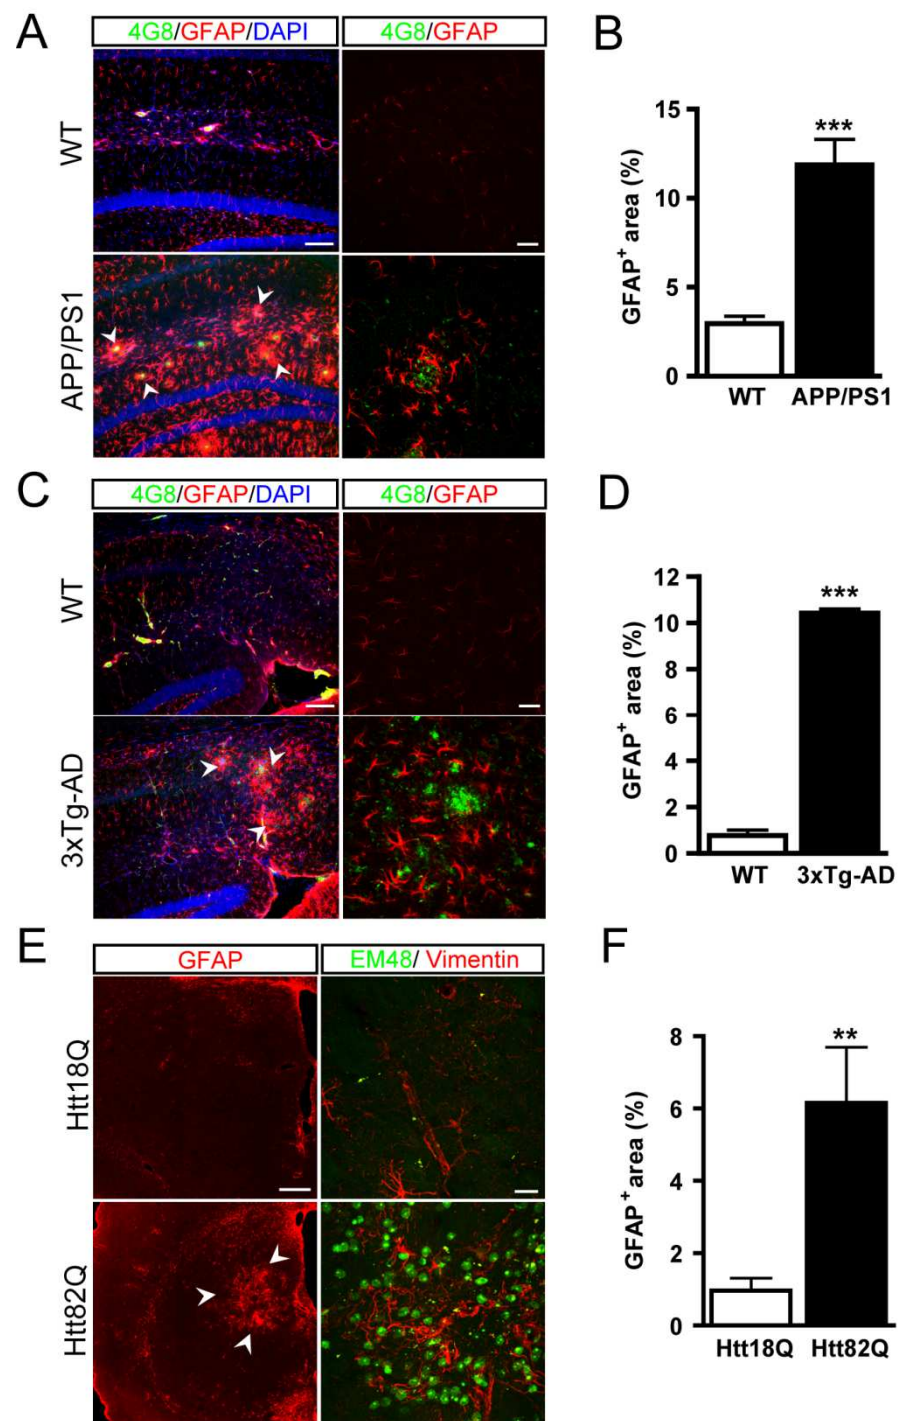 A
4G8/GFAP/DAPI
4G8/GFAP
WT
APP/PS1
B
GFAP+ area (%)
15
10
5
0
***
WT
APP/PS1
C
4G8/GFAP/DAPI
4G8/GFAP
WT
3xTg-AD
D
GFAP+ area (%)
12
10
8
6
4
2
0
***
WT
3xTg-AD
E
GFAP
EM48/ Vimentin
Htt18Q
Htt82Q
F
GFAP+ area (%)
8
6
4
2
0
**
Htt18Q
Htt82Q